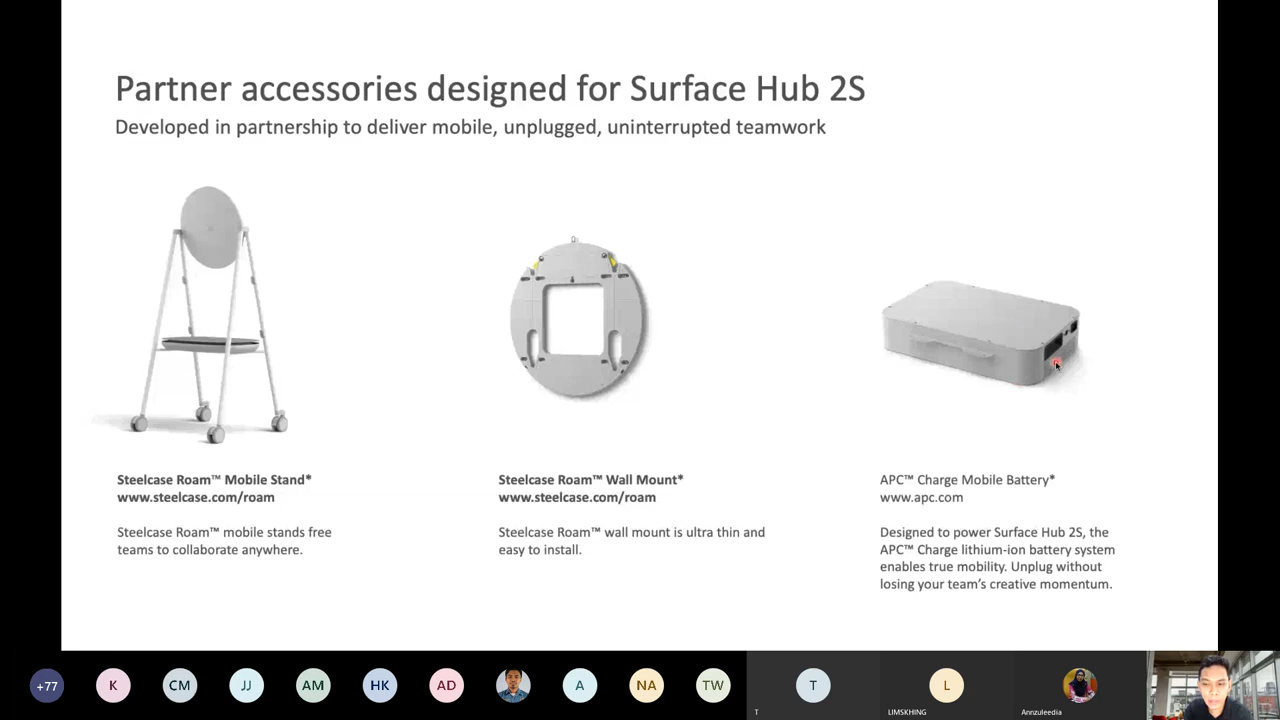 Partner accessories designed for Surface Hub 2S
Developed in partnership to deliver mobile, unplugged, uninterrupted teamwork
Steelcase Roam™ Mobile Stand*
www.steelcase.com/roam
Steelcase Roam™ mobile stands free
teams to collaborate anywhere.
Steelcase Roam™ Wall Mount*
www.steelcase.com/roam
Steelcase Roam™ wall mount is ultra thin and
easy to install.
APC™ Charge Mobile Battery*
www.apc.com
Designed to power Surface Hub 2S, the
APC™ Charge lithium-ion battery system
enables true mobility. Unplug without
losing your team's creative momentum.
+77
K
CM
JJ
AM
HK
AD
A
NA
TW
T
T
L
LIMSKHING
Annzuleedia